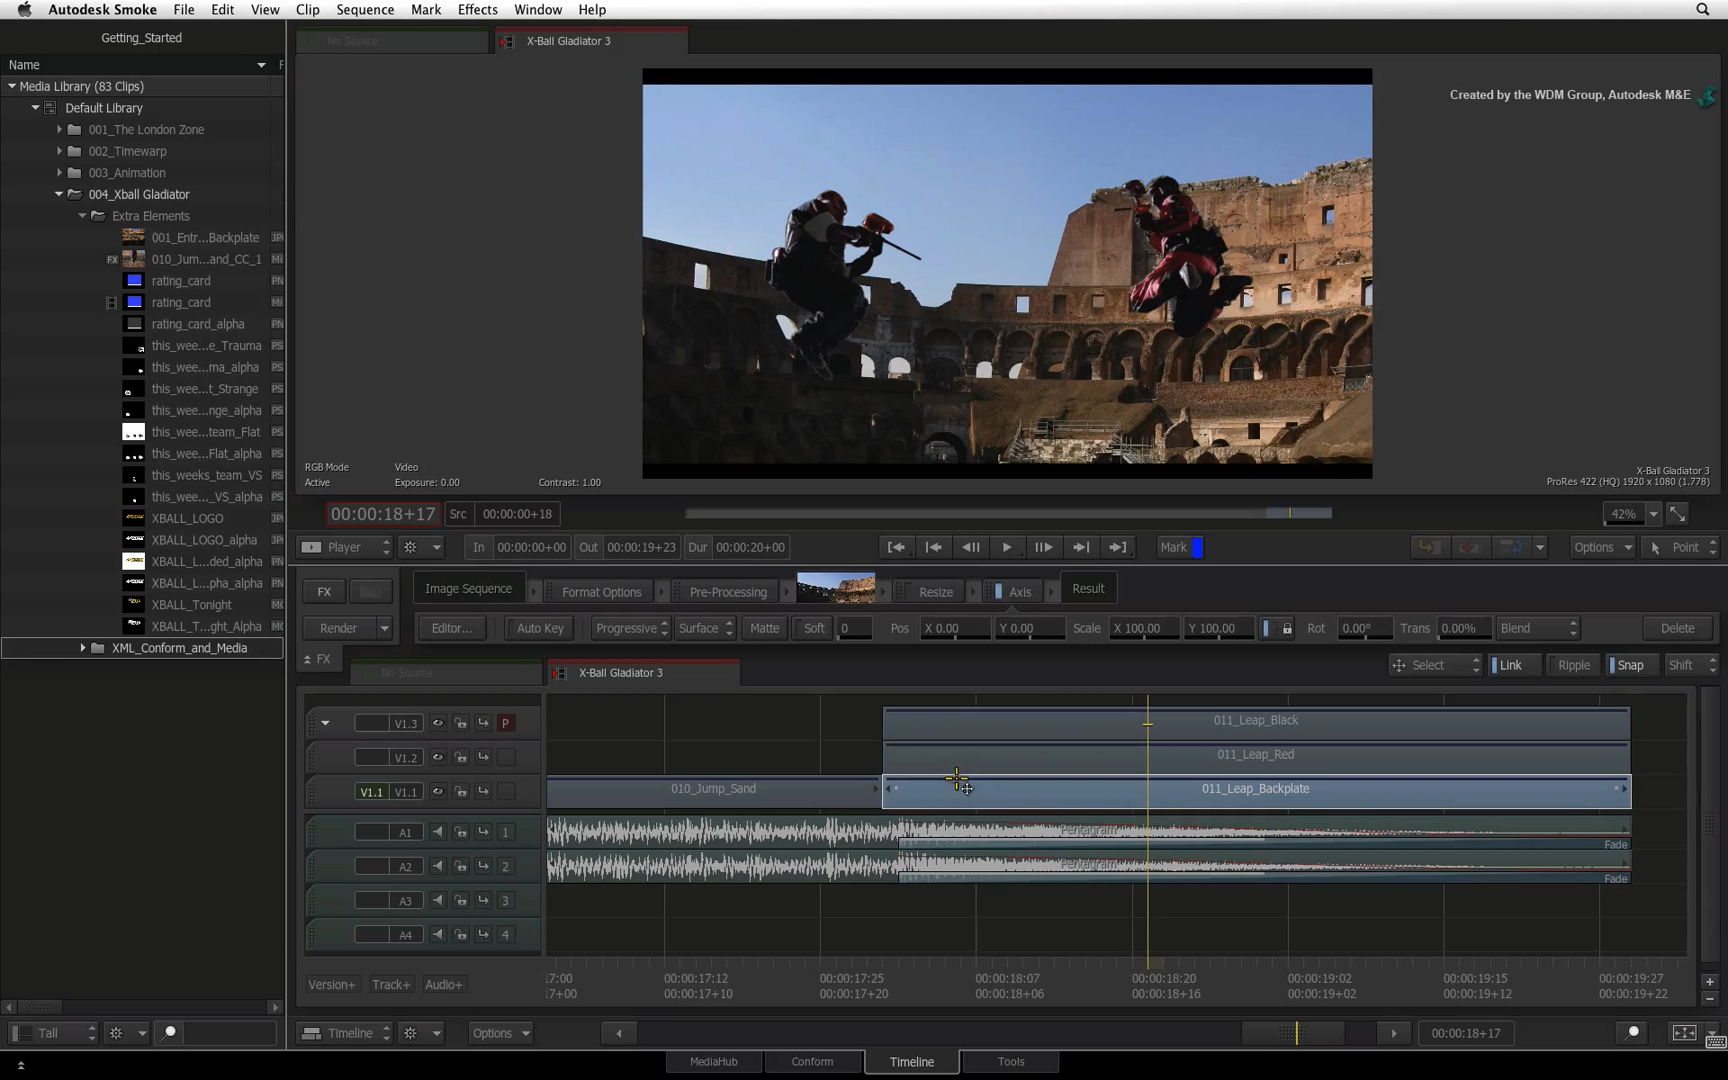 Autodesk Smoke File Edit View Clip Sequence Mark Effects Window Help
Getting_Started
No Source
X-Ball Gladiator 3
Name
Media Library (83 Clips)
Default Library
001_The London Zone
002_Timewarp
003_Animation
004_Xball Gladiator
Extra Elements
001_Entr...Backplate
FX 010_Jum...and_CC_1
rating_card
rating_card
rating_card_alpha
this_wee...e_Trauma
this_wee...ma_alpha
this_wee...t_Strange
this_wee...nge_alpha
this_wee...team_Flat
this_wee...Flat_alpha
this_weeks_team_VS
this_wee..._VS_alpha
XBALL_LOGO
XBALL_LOGO_alpha
XBALL_L...ded_alpha
XBALL_L...pha_alpha
XBALL_Tonight
XBALL_T...ght_Alpha
XML_Conform_and_Media
Created by the WDM Group, Autodesk M&E
RGB Mode Video
Active Exposure: 0.00 Contrast: 1.00
X-Ball Gladiator 3
ProRes 422 (HQ) 1920 x 1080 (1.778)
00:00:18+17 Src 00:00:00+18 42%
Player In 00:00:00+00 Out 00:00:19+23 Dur 00:00:20+00 Mark Options Point
FX Image Sequence Format Options Pre-Processing Resize Axis Result
Render Editor... Auto Key Progressive Surface Matte Soft 0 Pos X 0.00 Y 0.00 Scale X 100.00 Y 100.00 Rot 0.00° Trans 0.00% Blend Delete
FX No Source X-Ball Gladiator 3 Select Link Ripple Snap Shift
V1.3 P 011_Leap_Black
V1.2 011_Leap_Red
V1.1 V1.1 010_Jump_Sand 011_Leap_Backplate
A1 1 Pentagram Fade
A2 2 Pentagram Fade
A3 3
A4 4
Version+ Track+ Audio+
17:00 00:00:17:12 00:00:17:25 00:00:18:07 00:00:18:20 00:00:19:02 00:00:19:15 00:00:19:27
17+00 00:00:17+10 00:00:17+20 00:00:18+06 00:00:18+16 00:00:19+02 00:00:19+12 00:00:19+22
Tall Timeline Options 00:00:18+17
MediaHub Conform Timeline Tools